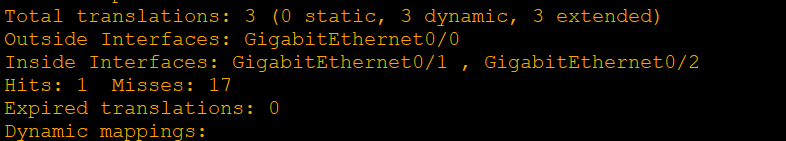 Total translations: 3 (0 static, 3 dynamic, 3 extended)
Outside Interfaces: GigabitEthernet0/0
Inside Interfaces: GigabitEthernet0/1 , GigabitEthernet0/2
Hits: 1  Misses: 17
Expired translations: 0
Dynamic mappings: